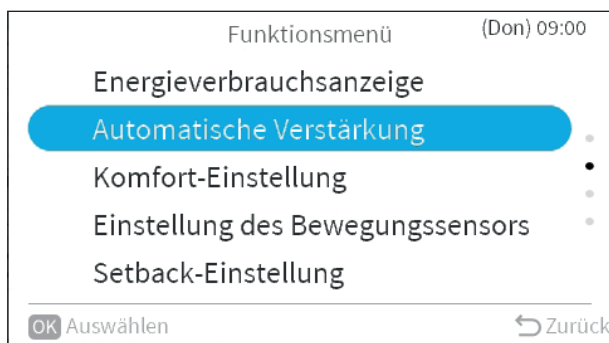 Funktionsmenü (Don) 09:00
Energieverbrauchsanzeige
Automatische Verstärkung
Komfort-Einstellung
Einstellung des Bewegungssensors
Setback-Einstellung
OK Auswählen Zurück